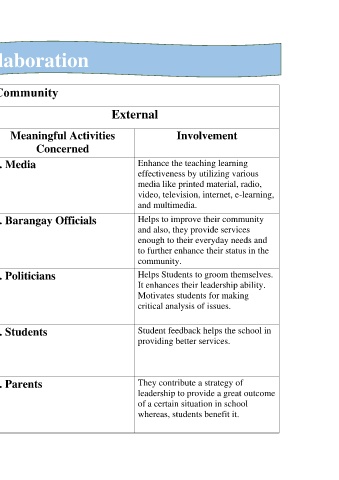 laboration
Community
External
Meaningful Activities
Concerned
Involvement
. Media
Enhance the teaching learning
effectiveness by utilizing various
media like printed material, radio,
video, television, internet, e-learning,
and multimedia.
. Barangay Officials
Helps to improve their community
and also, they provide services
enough to their everyday needs and
to further enhance their status in the
community.
. Politicians
Helps Students to groom themselves.
It enhances their leadership ability.
Motivates students for making
critical analysis of issues.
. Students
Student feedback helps the school in
providing better services.
. Parents
They contribute a strategy of
leadership to provide a great outcome
of a certain situation in school
whereas, students benefit it.